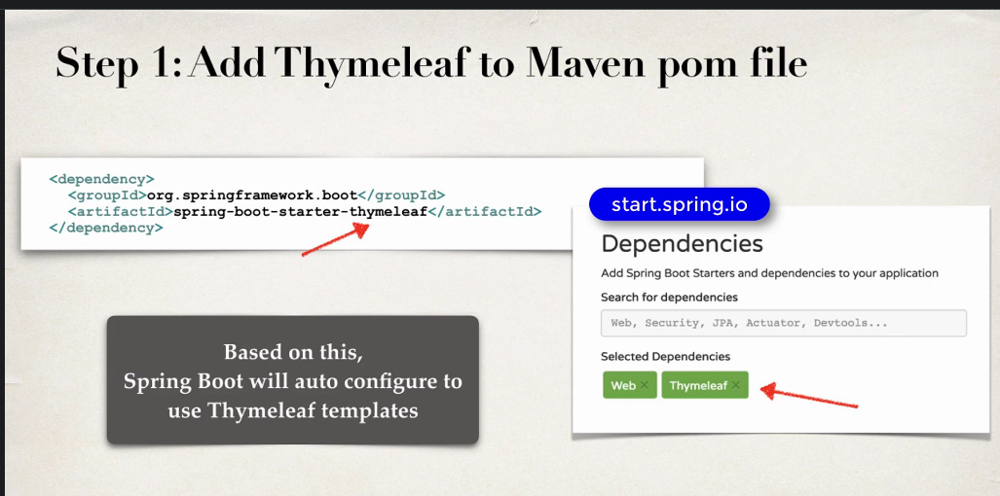 Step 1: Add Thymeleaf to Maven pom file
<dependency>
<groupId>org.springframework.boot</groupId>
<artifactId>spring-boot-starter-thymeleaf</artifactId>
</dependency>
start.spring.io
Dependencies
Add Spring Boot Starters and dependencies to your application
Search for dependencies
Web, Security, JPA, Actuator, Devtools...
Selected Dependencies
Web × Thymeleaf ×
Based on this,
Spring Boot will auto configure to
use Thymeleaf templates